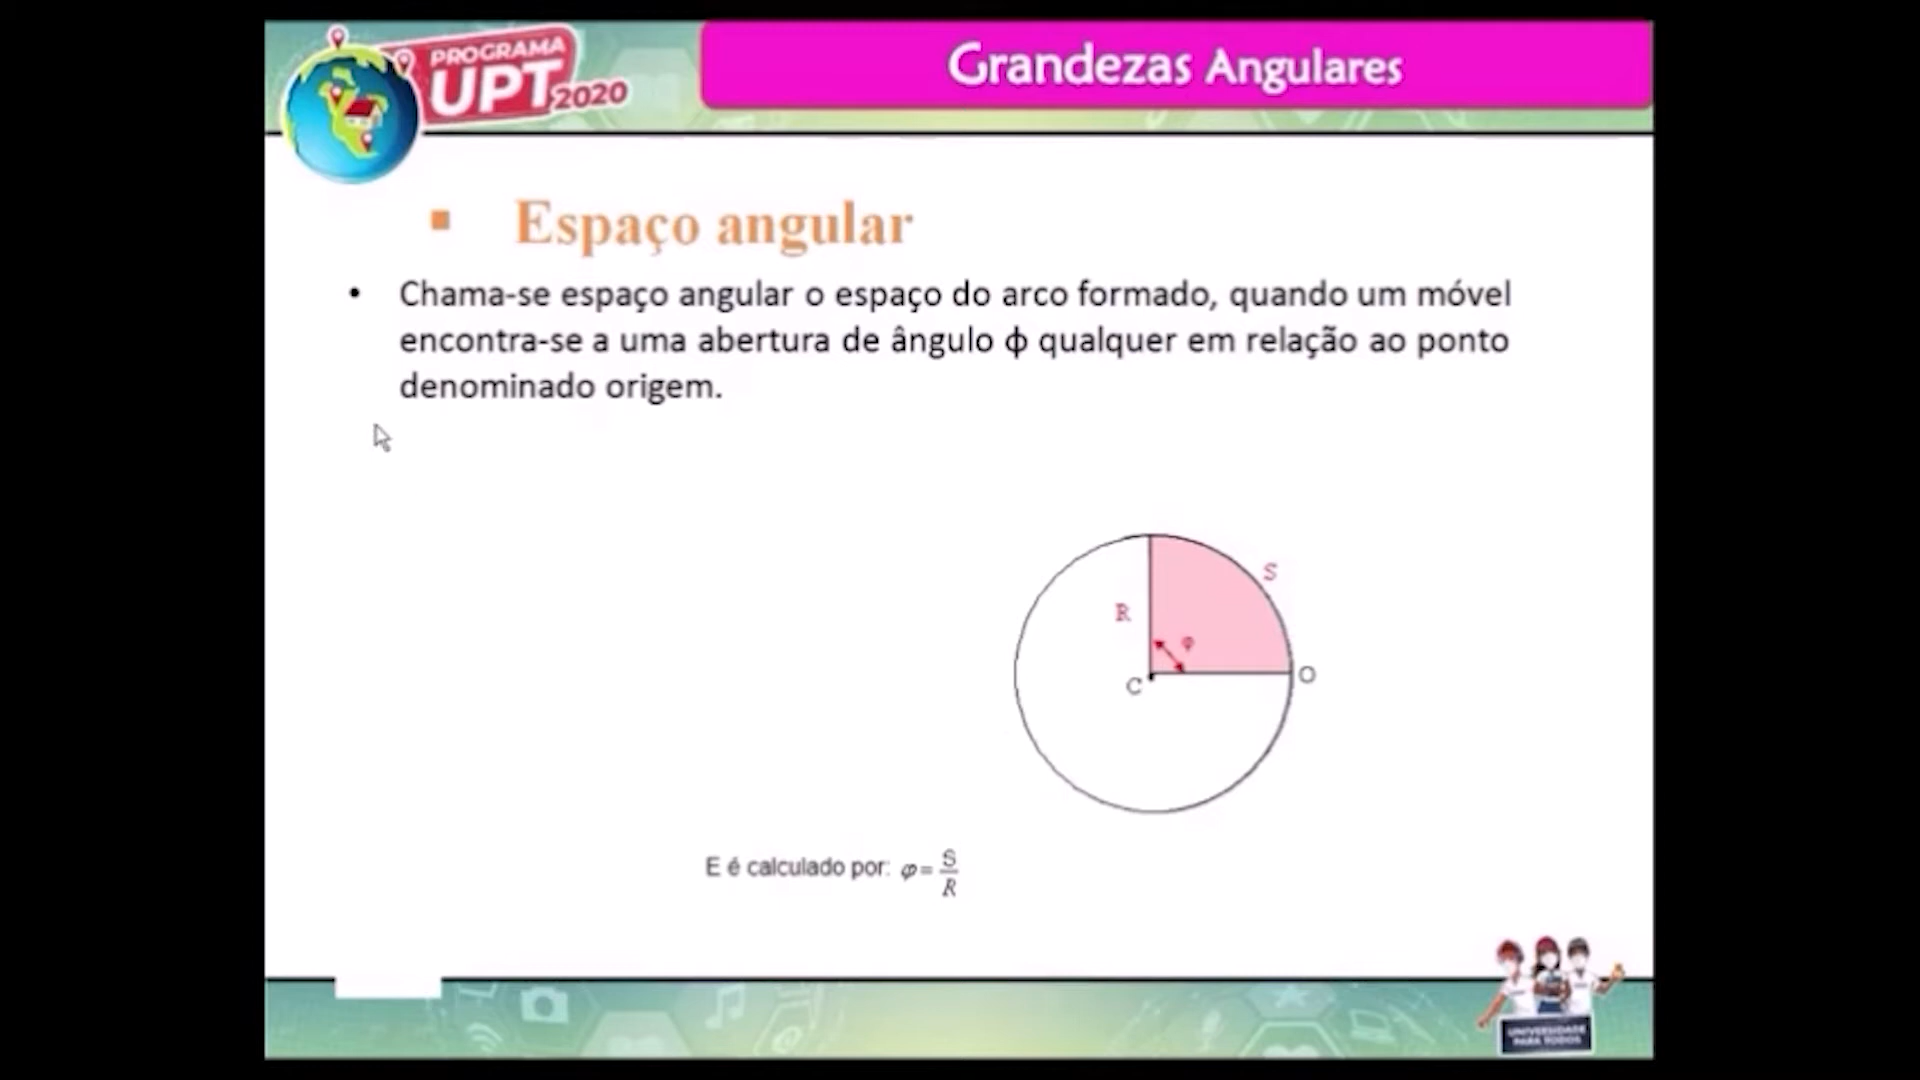 PROGRAMA
UPT 2020
Grandezas Angulares
Espaço angular
• Chama-se espaço angular o espaço do arco formado, quando um móvel
encontra-se a uma abertura de ângulo ф qualquer em relação ao ponto
denominado origem.
S
R
φ
C
O
E é calculado por: φ = S/R
UNIVERSIDADE
PARA TODOS